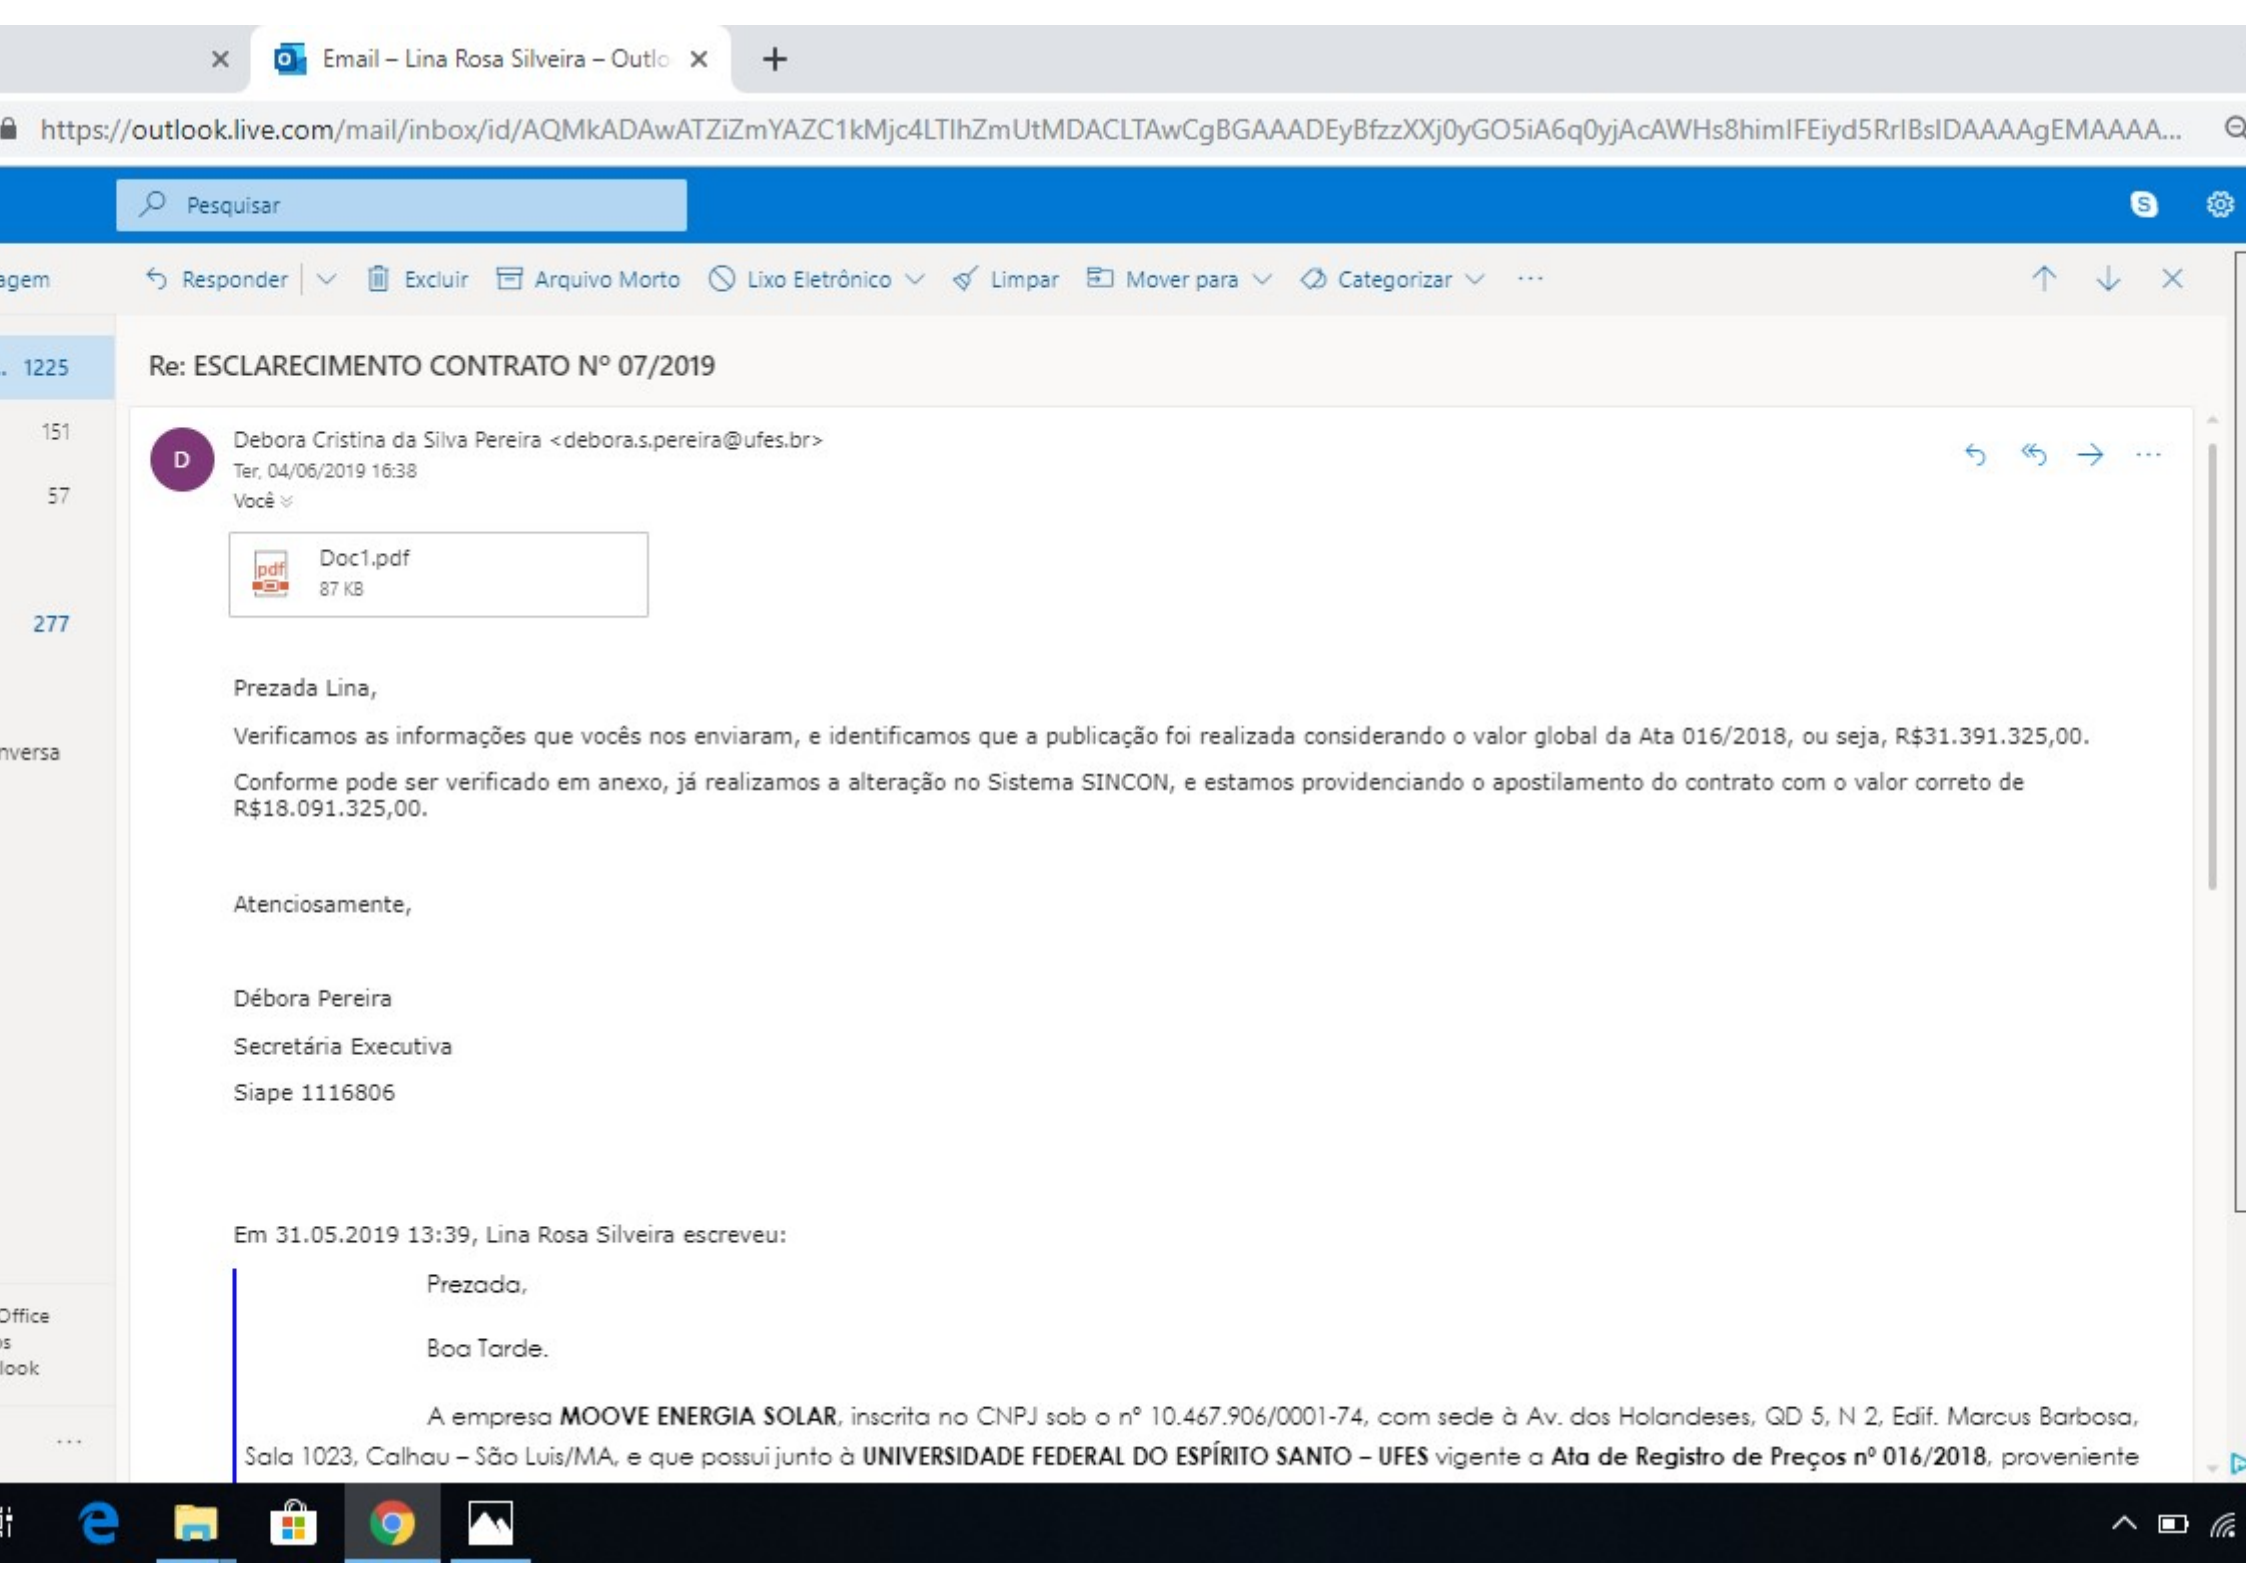 Email – Lina Rosa Silveira – Outlo
https://outlook.live.com/mail/inbox/id/AQMkADAwATZiZmYAZC1kMjc4LTlhZmUtMDACLTAwCgBGAAADEyBfzzXXj0yGO5iA6q0yjAcAWHs8himIFEiyd5RrIBsIDAAAAgEMAAAA...
Pesquisar
agem
Responder Excluir Arquivo Morto Lixo Eletrônico Limpar Mover para Categorizar ...
1225
Re: ESCLARECIMENTO CONTRATO Nº 07/2019
151
D
Debora Cristina da Silva Pereira <debora.s.pereira@ufes.br>
Ter, 04/06/2019 16:38
57
Você
pdf
Doc1.pdf
87 KB
277
Prezada Lina,
Verificamos as informações que vocês nos enviaram, e identificamos que a publicação foi realizada considerando o valor global da Ata 016/2018, ou seja, R$31.391.325,00.
nversa
Conforme pode ser verificado em anexo, já realizamos a alteração no Sistema SINCON, e estamos providenciando o apostilamento do contrato com o valor correto de
R$18.091.325,00.
Atenciosamente,
Débora Pereira
Secretária Executiva
Siape 1116806
Em 31.05.2019 13:39, Lina Rosa Silveira escreveu:
Prezada,
Office
os
look
Boa Tarde.
A empresa MOOVE ENERGIA SOLAR, inscrita no CNPJ sob o nº 10.467.906/0001-74, com sede à Av. dos Holandeses, QD 5, N 2, Edif. Marcus Barbosa,
Sala 1023, Calhau – São Luis/MA, e que possui junto à UNIVERSIDADE FEDERAL DO ESPÍRITO SANTO – UFES vigente a Ata de Registro de Preços nº 016/2018, proveniente